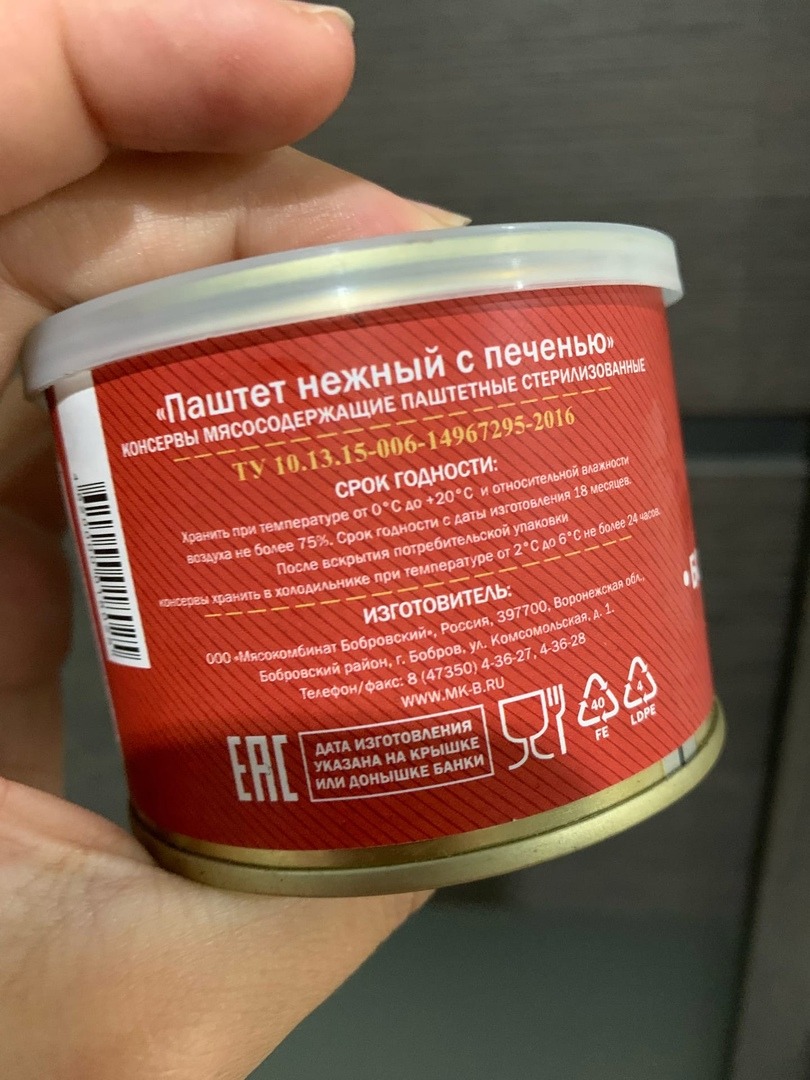 «Паштет нежный с печенью»
КОНСЕРВЫ МЯСОСОДЕРЖАЩИЕ ПАШТЕТНЫЕ СТЕРИЛИЗОВАННЫЕ
ТУ 10.13.15-006-14967295-2016
СРОК ГОДНОСТИ:
Хранить при температуре от 0°С до +20°С и относительной влажности
воздуха не более 75%. Срок годности с даты изготовления 18 месяцев.
После вскрытия потребительской упаковки
консервы хранить в холодильнике при температуре от 2°С до 6°С не более 24 часов.
ИЗГОТОВИТЕЛЬ:
ООО «Мясокомбинат Бобровский», Россия, 397700, Воронежская обл.,
Бобровский район, г. Бобров, ул. Комсомольская, д. 1.
Телефон/факс: 8 (47350) 4-36-27, 4-36-28
WWW.MK-B.RU
ЕАС
ДАТА ИЗГОТОВЛЕНИЯ
УКАЗАНА НА КРЫШКЕ
ИЛИ ДОНЫШКЕ БАНКИ
40
FE
4
LDPE